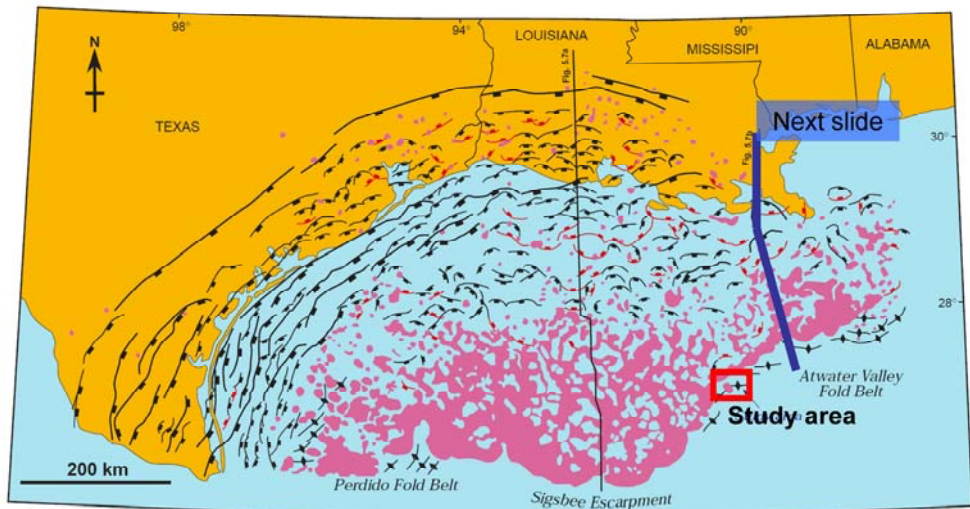 98°
94°
90°
LOUISIANA
MISSISSIPPI
ALABAMA
N
TEXAS
Fig. 5.7a
Next slide
Fig. 5.7b
30°
28°
Atwater Valley
Fold Belt
Study area
200 km
Perdido Fold Belt
Sigsbee Escarpment